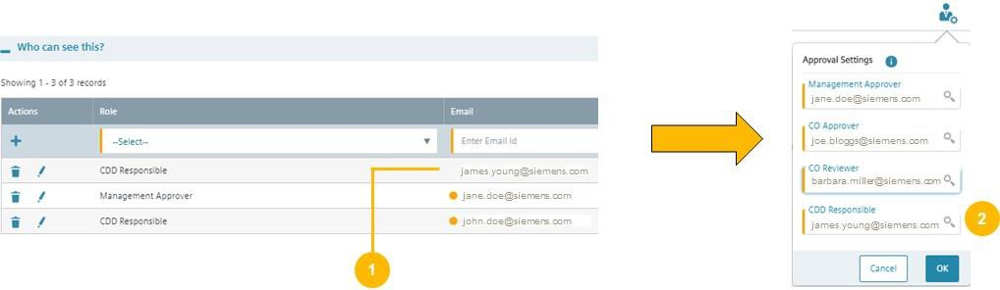 Who can see this?
Showing 1 - 3 of 3 records
Actions Role Email
--Select-- Enter Email Id
CDD Responsible james.young@siemens.com
Management Approver jane.doe@siemens.com
CDD Responsible john.doe@siemens.com
1
Approval Settings
Management Approver
jane.doe@siemens.com
CO Approver
joe.bloggs@siemens.com
CO Reviewer
barbara.miller@siemens.com
CDD Responsible
james.young@siemens.com
2
Cancel OK